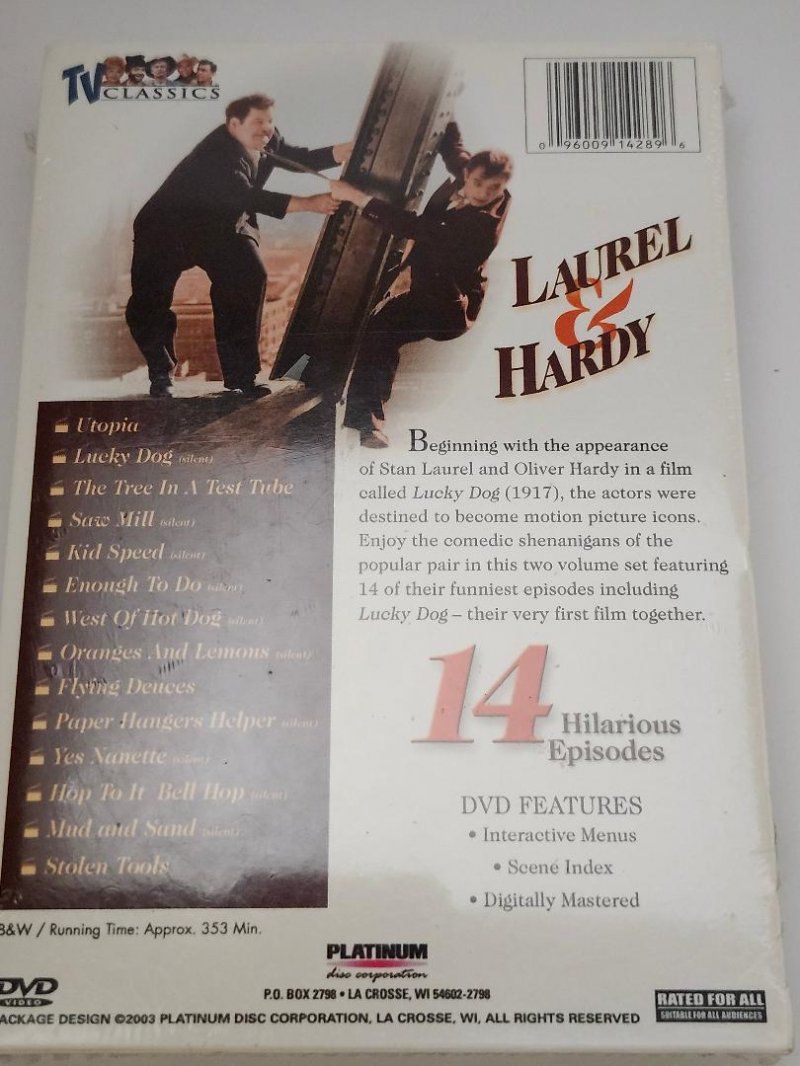 TV CLASSICS
0 96009 14289 6
LAUREL
&
HARDY
Utopia
Lucky Dog (silent)
The Tree In A Test Tube
Saw Mill (silent)
Kid Speed (silent)
Enough To Do (silent)
West Of Hot Dog (silent)
Oranges And Lemons (silent)
Flying Deuces
Paper Hangers Helper (silent)
Yes Nanette (silent)
Hop To It Bell Hop (silent)
Mud and Sand (silent)
Stolen Tools
B&W / Running Time: Approx. 353 Min.
Beginning with the appearance
of Stan Laurel and Oliver Hardy in a film
called Lucky Dog (1917), the actors were
destined to become motion picture icons.
Enjoy the comedic shenanigans of the
popular pair in this two volume set featuring
14 of their funniest episodes including
Lucky Dog – their very first film together.
14 Hilarious
Episodes
DVD FEATURES
• Interactive Menus
• Scene Index
• Digitally Mastered
PLATINUM
disc corporation
DVD
VIDEO
P.O. BOX 2798 • LA CROSSE, WI 54602-2798
ACKAGE DESIGN ©2003 PLATINUM DISC CORPORATION, LA CROSSE, WI, ALL RIGHTS RESERVED
RATED FOR ALL
SUITABLE FOR ALL AUDIENCES